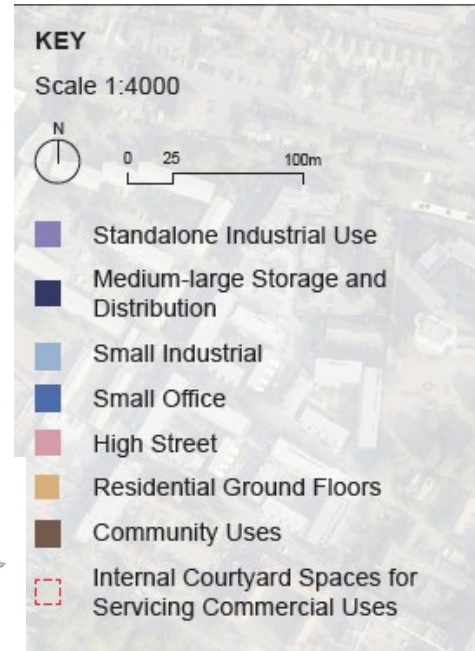 KEY
Scale 1:4000
N
0 25 100m
Standalone Industrial Use
Medium-large Storage and
Distribution
Small Industrial
Small Office
High Street
Residential Ground Floors
Community Uses
Internal Courtyard Spaces for
Servicing Commercial Uses